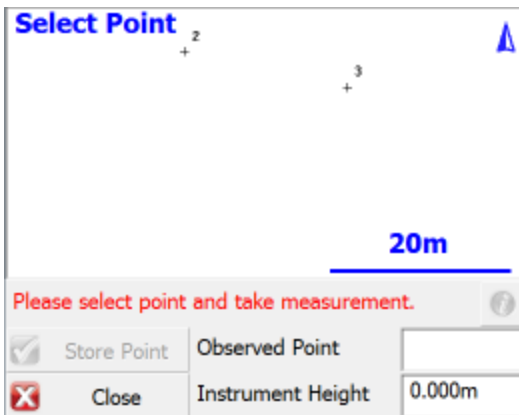 Select Point
2
3
20m
Please select point and take measurement.
Store Point
Observed Point
Close
Instrument Height
0.000m